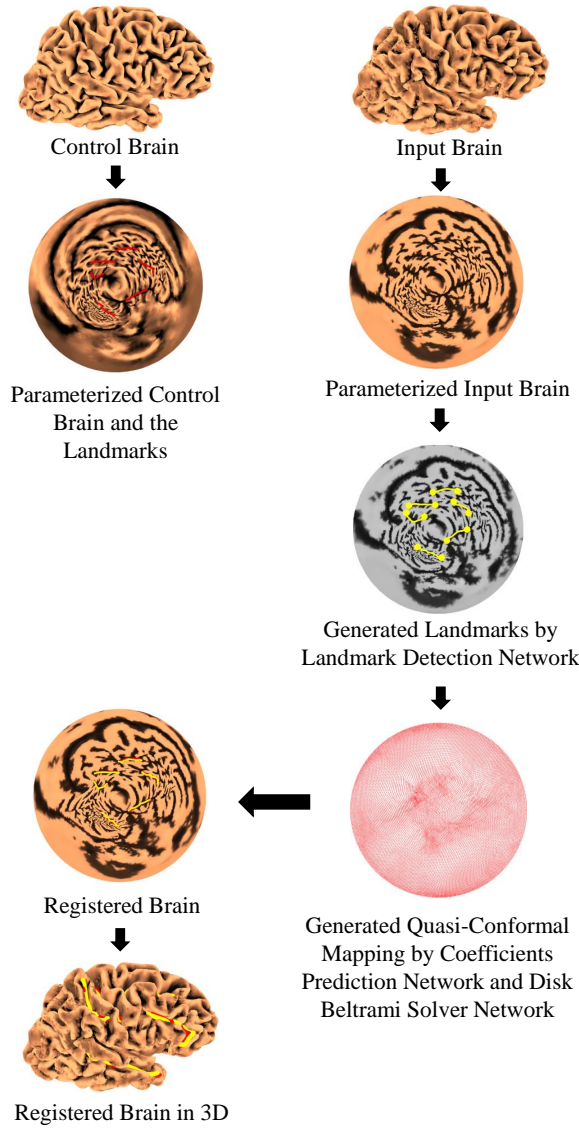 Control Brain
Input Brain
Parameterized Control
Brain and the
Landmarks
Parameterized Input Brain
Generated Landmarks by
Landmark Detection Network
Generated Quasi-Conformal
Mapping by Coefficients
Prediction Network and Disk
Beltrami Solver Network
Registered Brain
Registered Brain in 3D